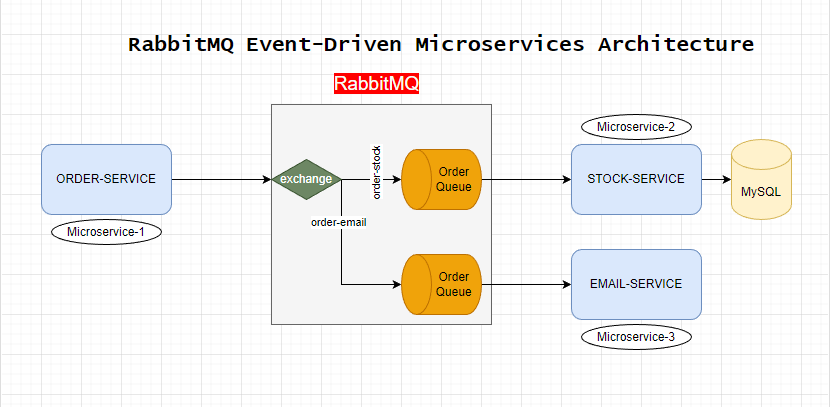 RabbitMQ Event-Driven Microservices Architecture
RabbitMQ
Microservice-2
ORDER-SERVICE
exchange
order-stock
Order
Queue
STOCK-SERVICE
MySQL
Microservice-1
order-email
Order
Queue
EMAIL-SERVICE
Microservice-3